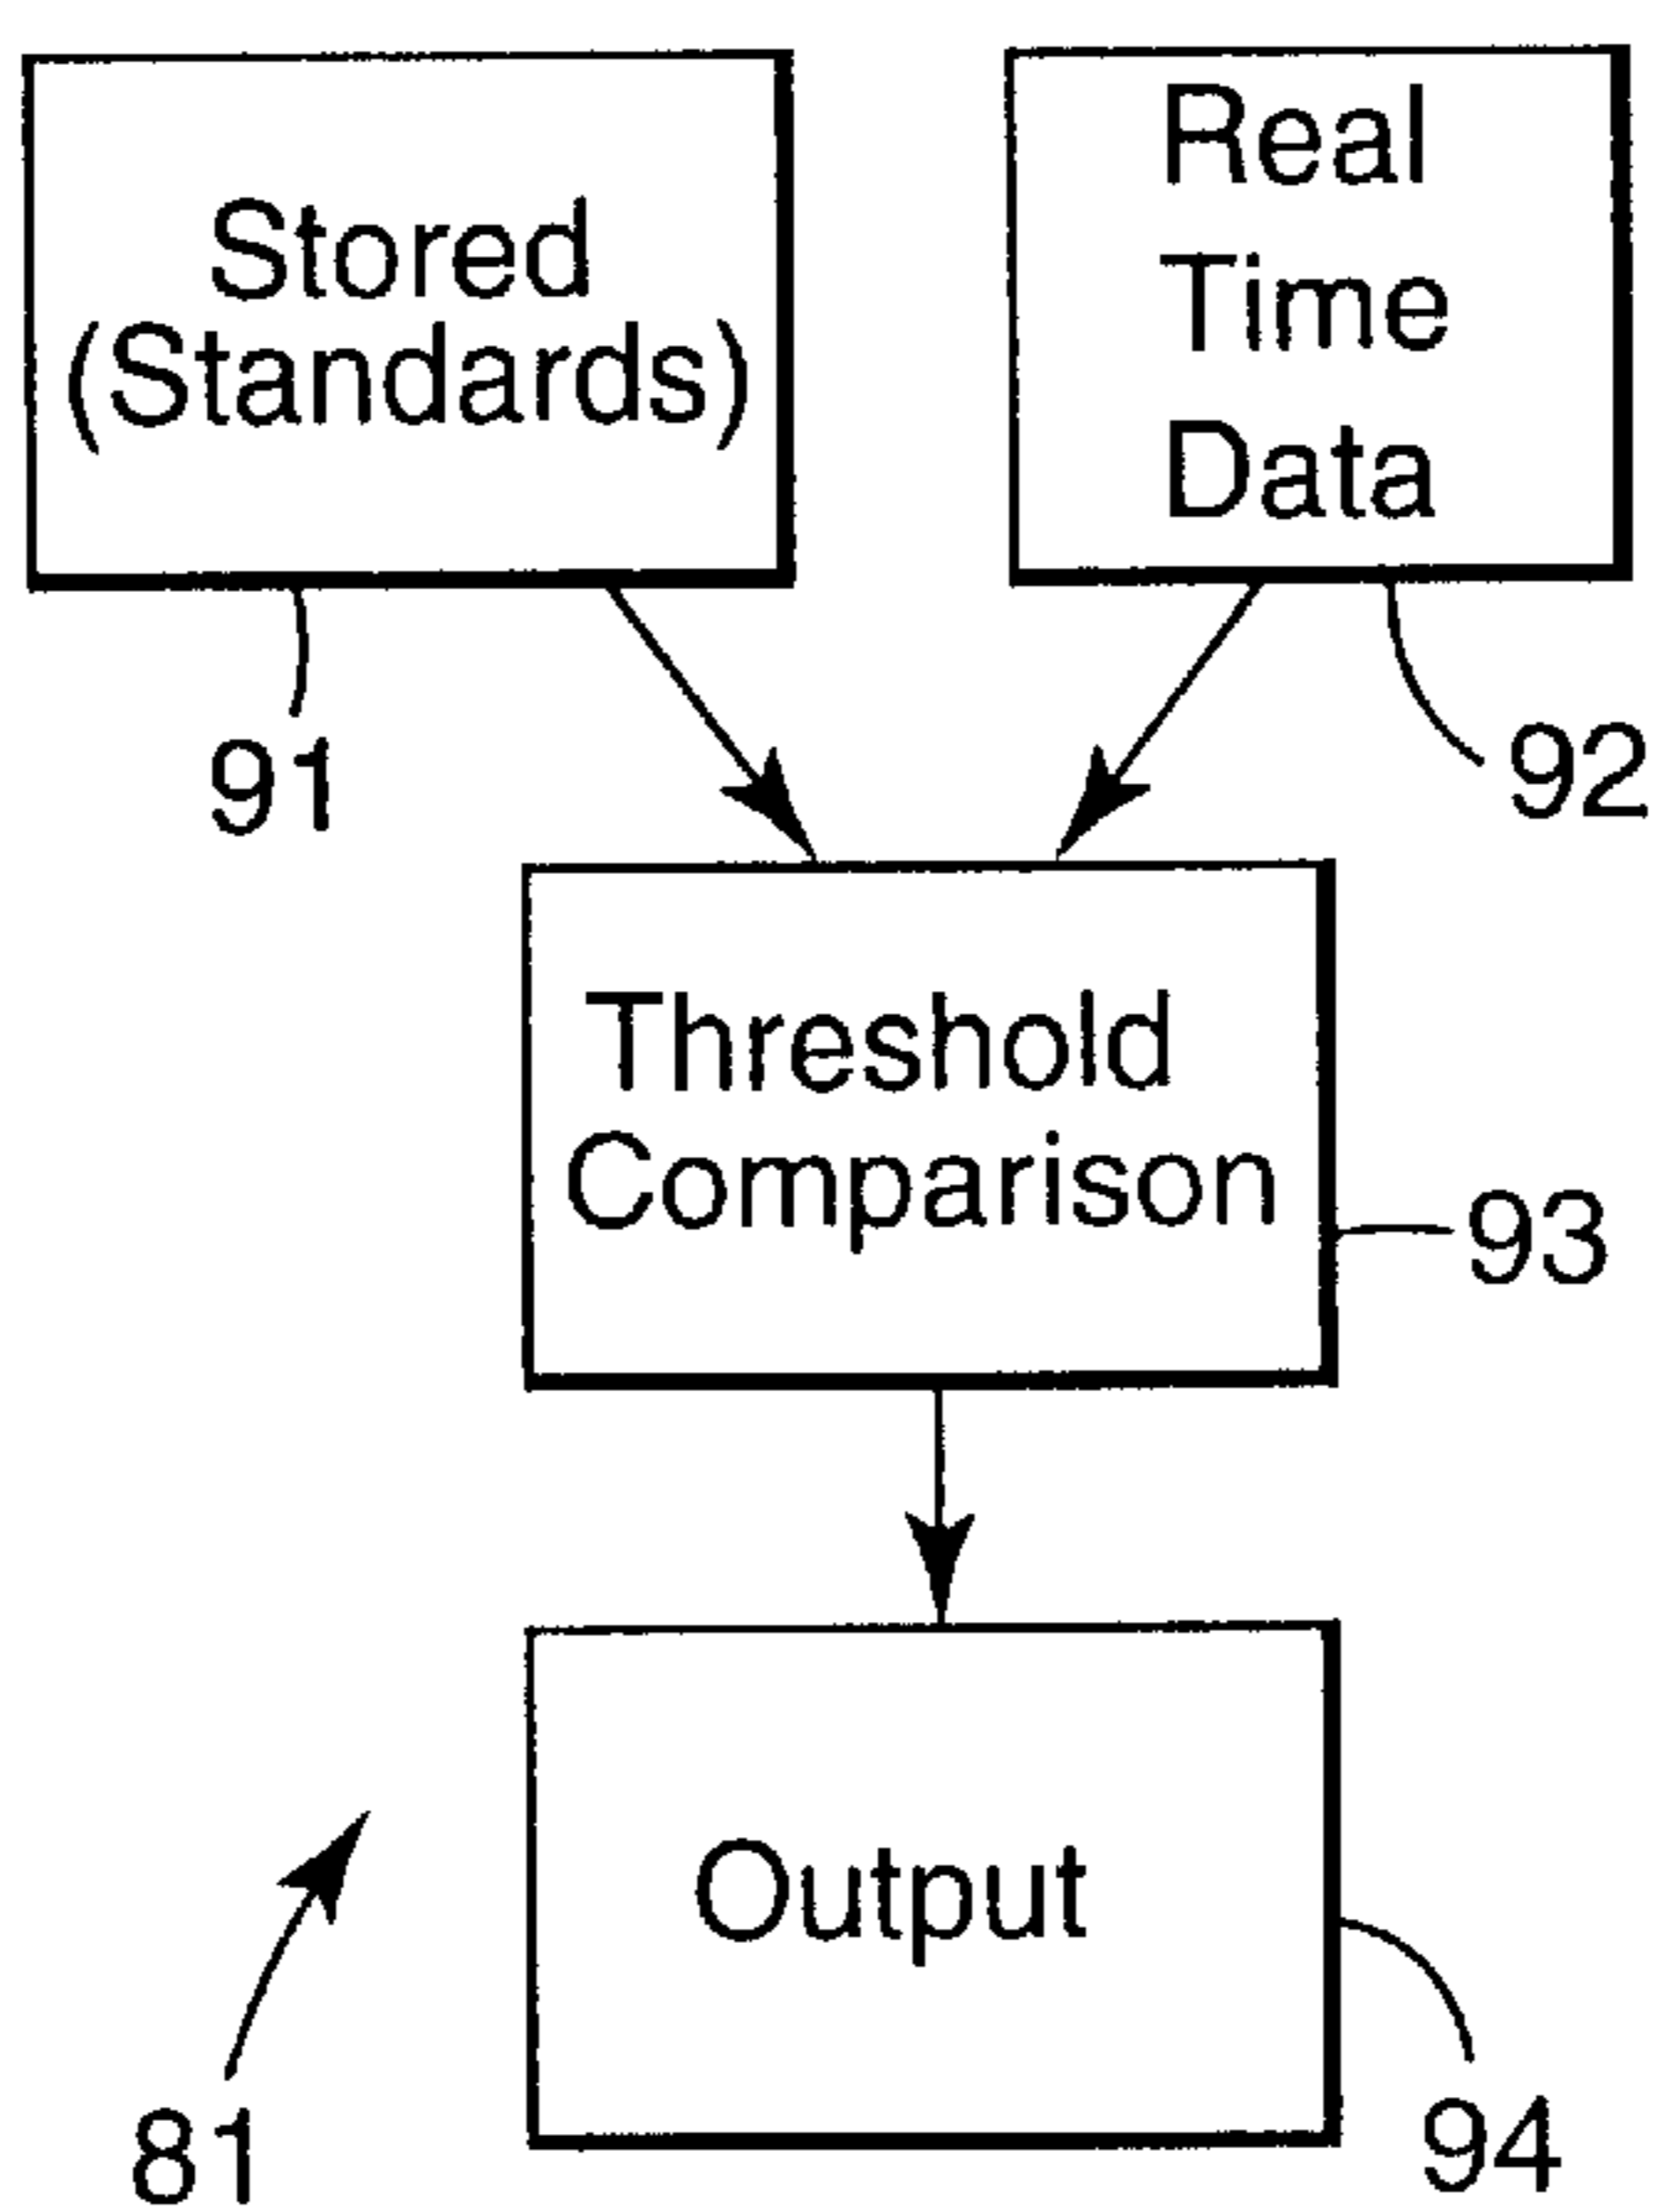 Stored
(Standards)
Real
Time
Data
91
92
Threshold
Comparison
93
Output
81
94